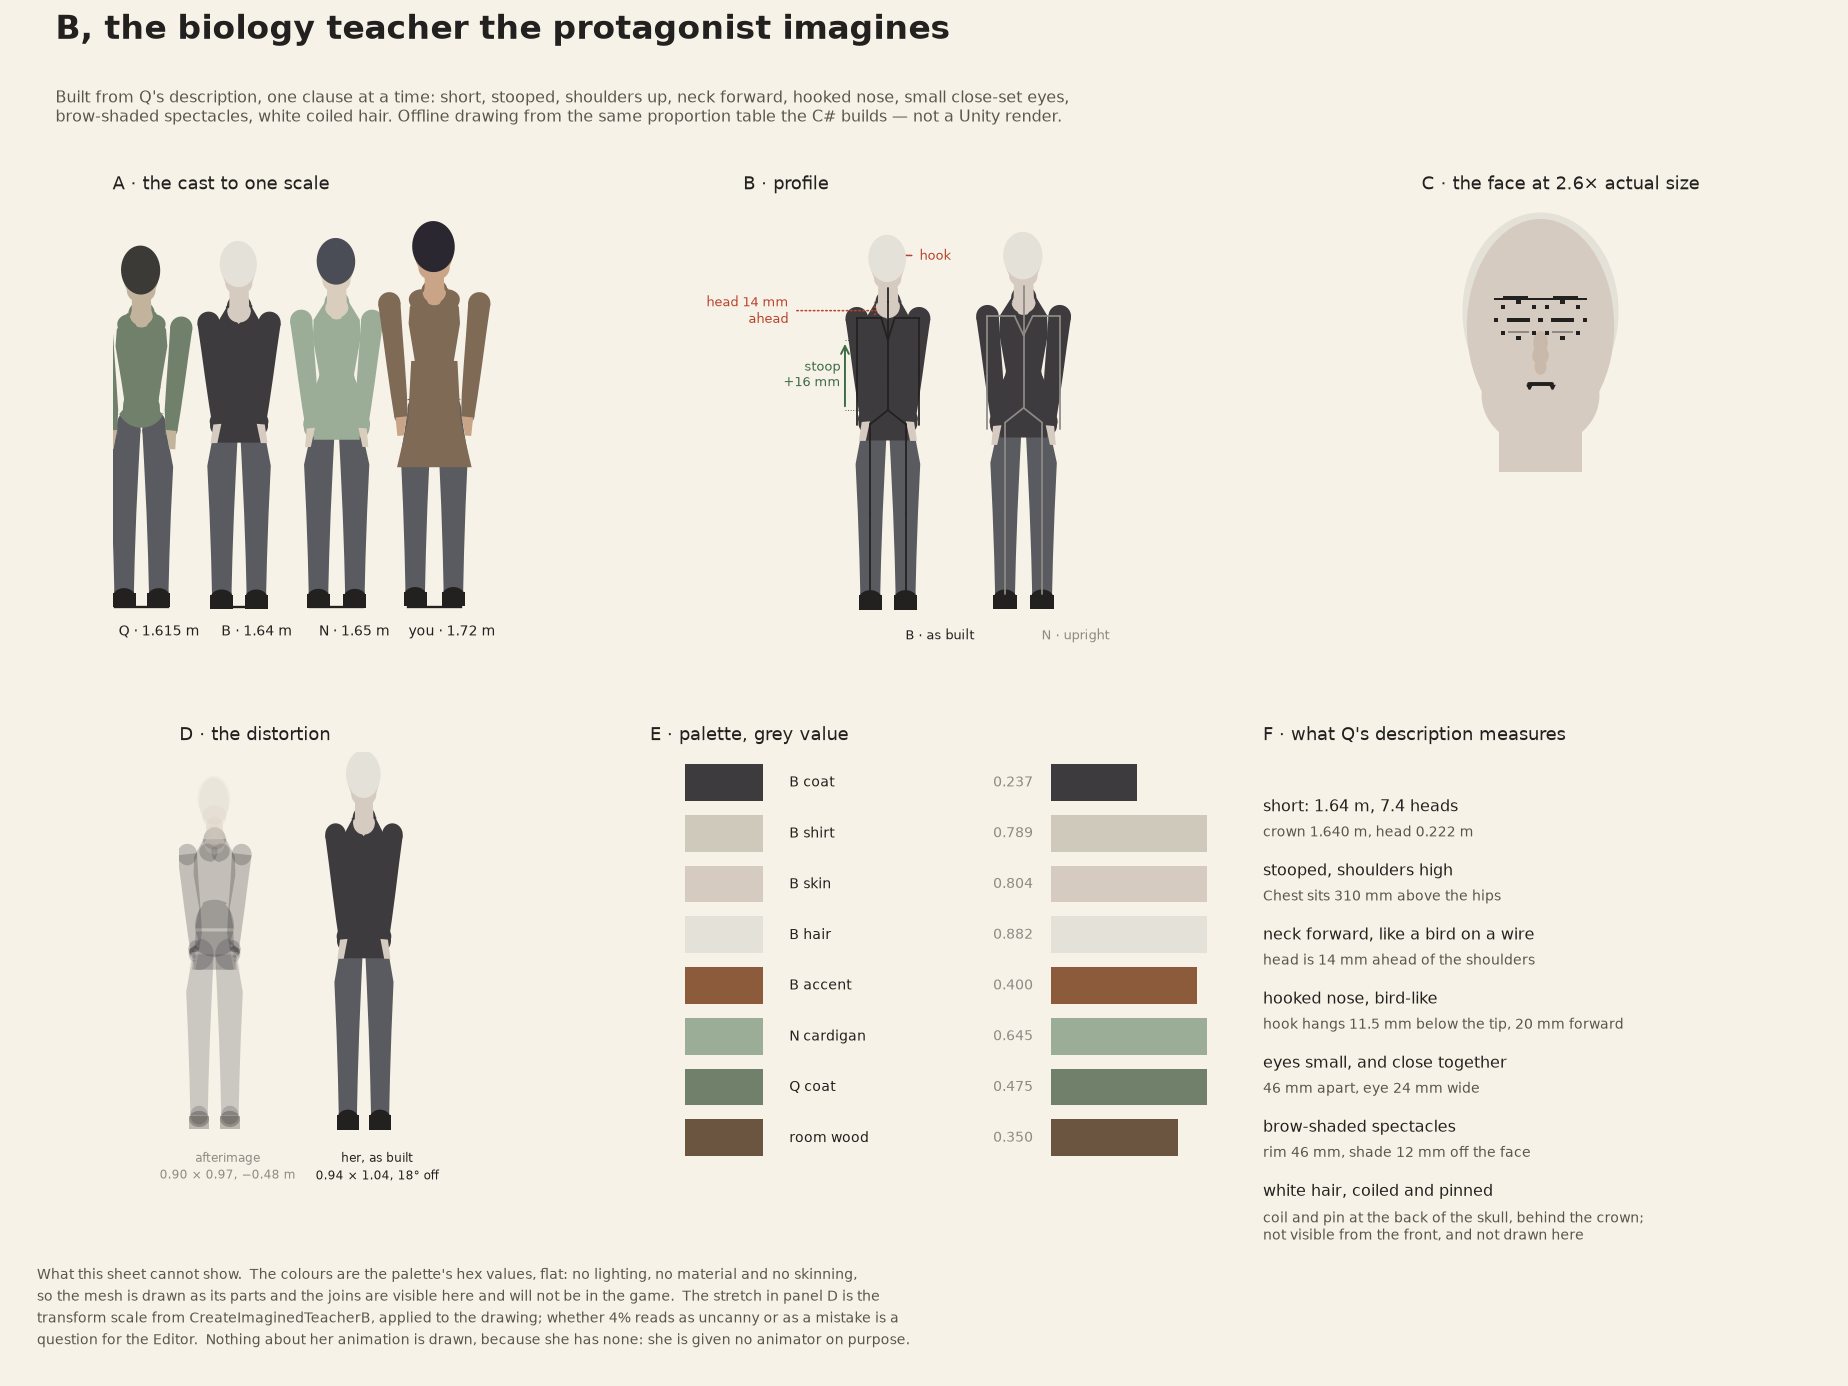 B, the biology teacher the protagonist imagines
Built from Q's description, one clause at a time: short, stooped, shoulders up, neck forward, hooked nose, small close-set eyes,
brow-shaded spectacles, white coiled hair. Offline drawing from the same proportion table the C# builds — not a Unity render.
A · the cast to one scale
Q · 1.615 m
B · 1.64 m
N · 1.65 m
you · 1.72 m
B · profile
hook
head 14 mm
ahead
stoop
+16 mm
B · as built
N · upright
C · the face at 2.6× actual size
D · the distortion
afterimage
0.90 × 0.97, −0.48 m
her, as built
0.94 × 1.04, 18° off
E · palette, grey value
B coat 0.237
B shirt 0.789
B skin 0.804
B hair 0.882
B accent 0.400
N cardigan 0.645
Q coat 0.475
room wood 0.350
F · what Q's description measures
short: 1.64 m, 7.4 heads
crown 1.640 m, head 0.222 m
stooped, shoulders high
Chest sits 310 mm above the hips
neck forward, like a bird on a wire
head is 14 mm ahead of the shoulders
hooked nose, bird-like
hook hangs 11.5 mm below the tip, 20 mm forward
eyes small, and close together
46 mm apart, eye 24 mm wide
brow-shaded spectacles
rim 46 mm, shade 12 mm off the face
white hair, coiled and pinned
coil and pin at the back of the skull, behind the crown;
not visible from the front, and not drawn here
What this sheet cannot show. The colours are the palette's hex values, flat: no lighting, no material and no skinning,
so the mesh is drawn as its parts and the joins are visible here and will not be in the game. The stretch in panel D is the
transform scale from CreateImaginedTeacherB, applied to the drawing; whether 4% reads as uncanny or as a mistake is a
question for the Editor. Nothing about her animation is drawn, because she has none: she is given no animator on purpose.